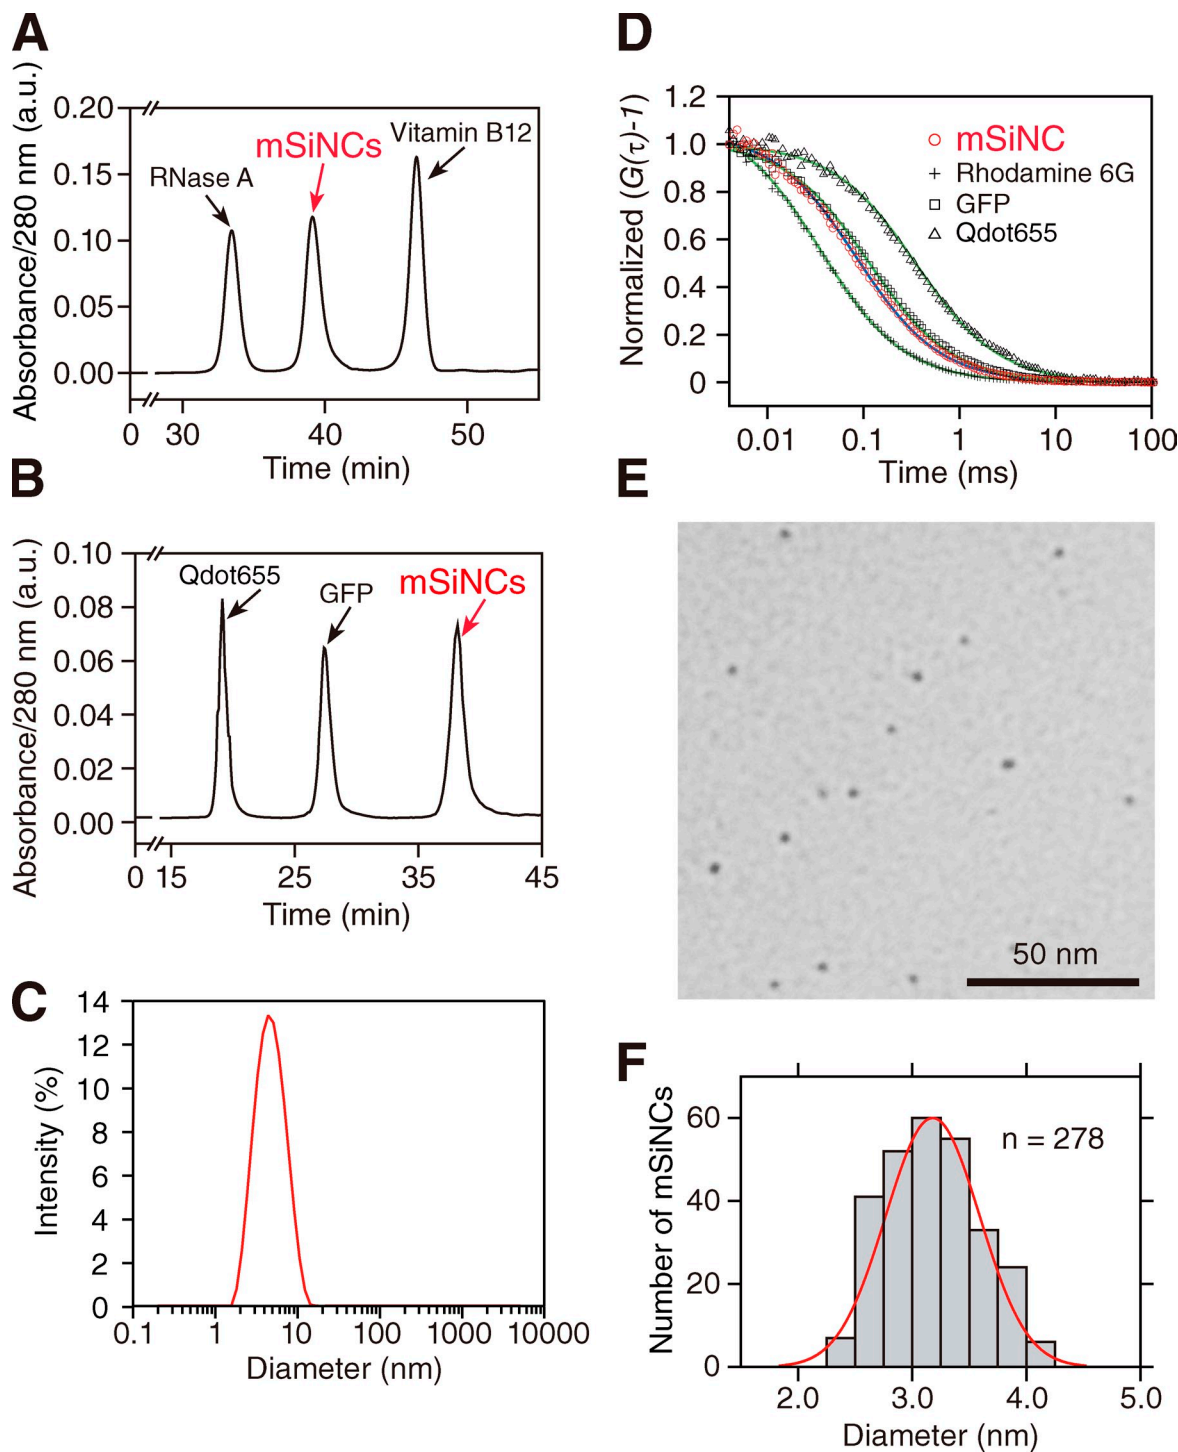 A
Absorbance/280 nm (a.u.)
0.20
0.15
0.10
0.05
0.00
RNase A
mSiNCs
Vitamin B12
0 30 40 50
Time (min)
B
Absorbance/280 nm (a.u.)
0.10
0.08
0.06
0.04
0.02
0.00
Qdot655
GFP
mSiNCs
0 15 25 35 45
Time (min)
C
Intensity (%)
14
12
10
8
6
4
2
0
0.1 1 10 100 1000 10000
Diameter (nm)
D
Normalized (G(τ)-1)
1.2
1.0
0.8
0.6
0.4
0.2
0
mSiNC
Rhodamine 6G
GFP
Qdot655
0.01 0.1 1 10 100
Time (ms)
E
50 nm
F
Number of mSiNCs
60
40
20
0
n = 278
2.0 3.0 4.0 5.0
Diameter (nm)